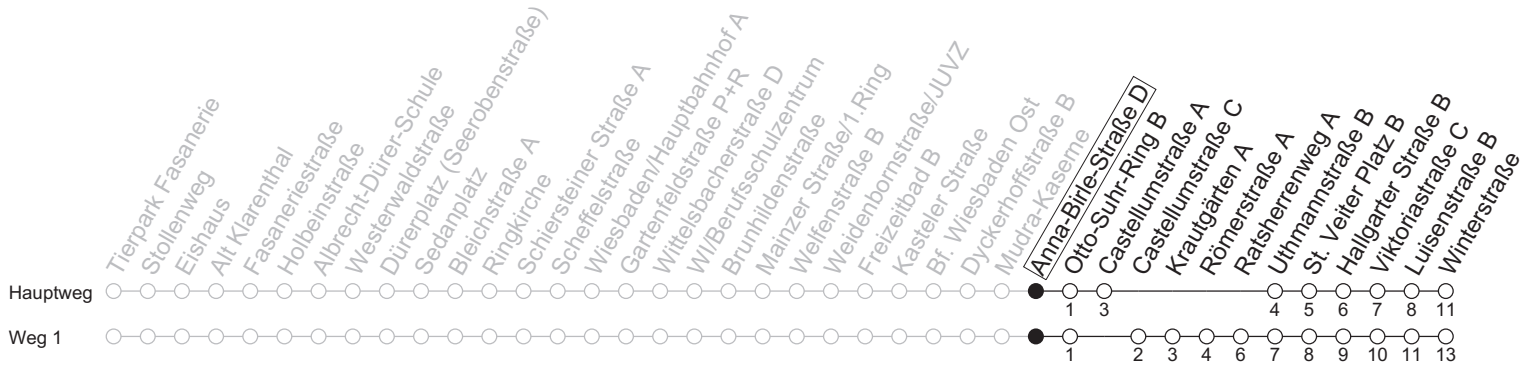 Tierpark Fasanerie
Stollenweg
Eishaus
Alt Klarenthal
Fasaneriestraße
Holbeinstraße
Albrecht-Dürer-Schule
Westerwaldstraße
Dürerplatz (Seerobenstraße)
Sedanplatz
Bleichstraße A
Ringkirche
Schiersteiner Straße A
Scheffelstraße
Wiesbaden/Hauptbahnhof A
Gartenfeldstraße P+R
Wittelsbacherstraße D
WI/Berufsschulzentrum
Brunhildenstraße
Mainzer Straße/1.Ring
Welfenstraße B
Weidenbornstraße/JUVZ
Freizeitbad B
Kasteler Straße
Bf. Wiesbaden Ost
Dyckerhoffstraße B
Mudra-Kaserne
Anna-Birle-Straße D
Otto-Suhr-Ring B
Castellumstraße A
Castellumstraße C
Krautgärten A
Römerstraße A
Ratsherrenweg A
Uthmannstraße B
St. Veiter Platz B
Hallgarter Straße B
Viktoriastraße C
Luisenstraße B
Winterstraße
Hauptweg
1 3 4 5 6 7 8 11
Weg 1
1 2 3 4 6 7 8 9 10 11 13